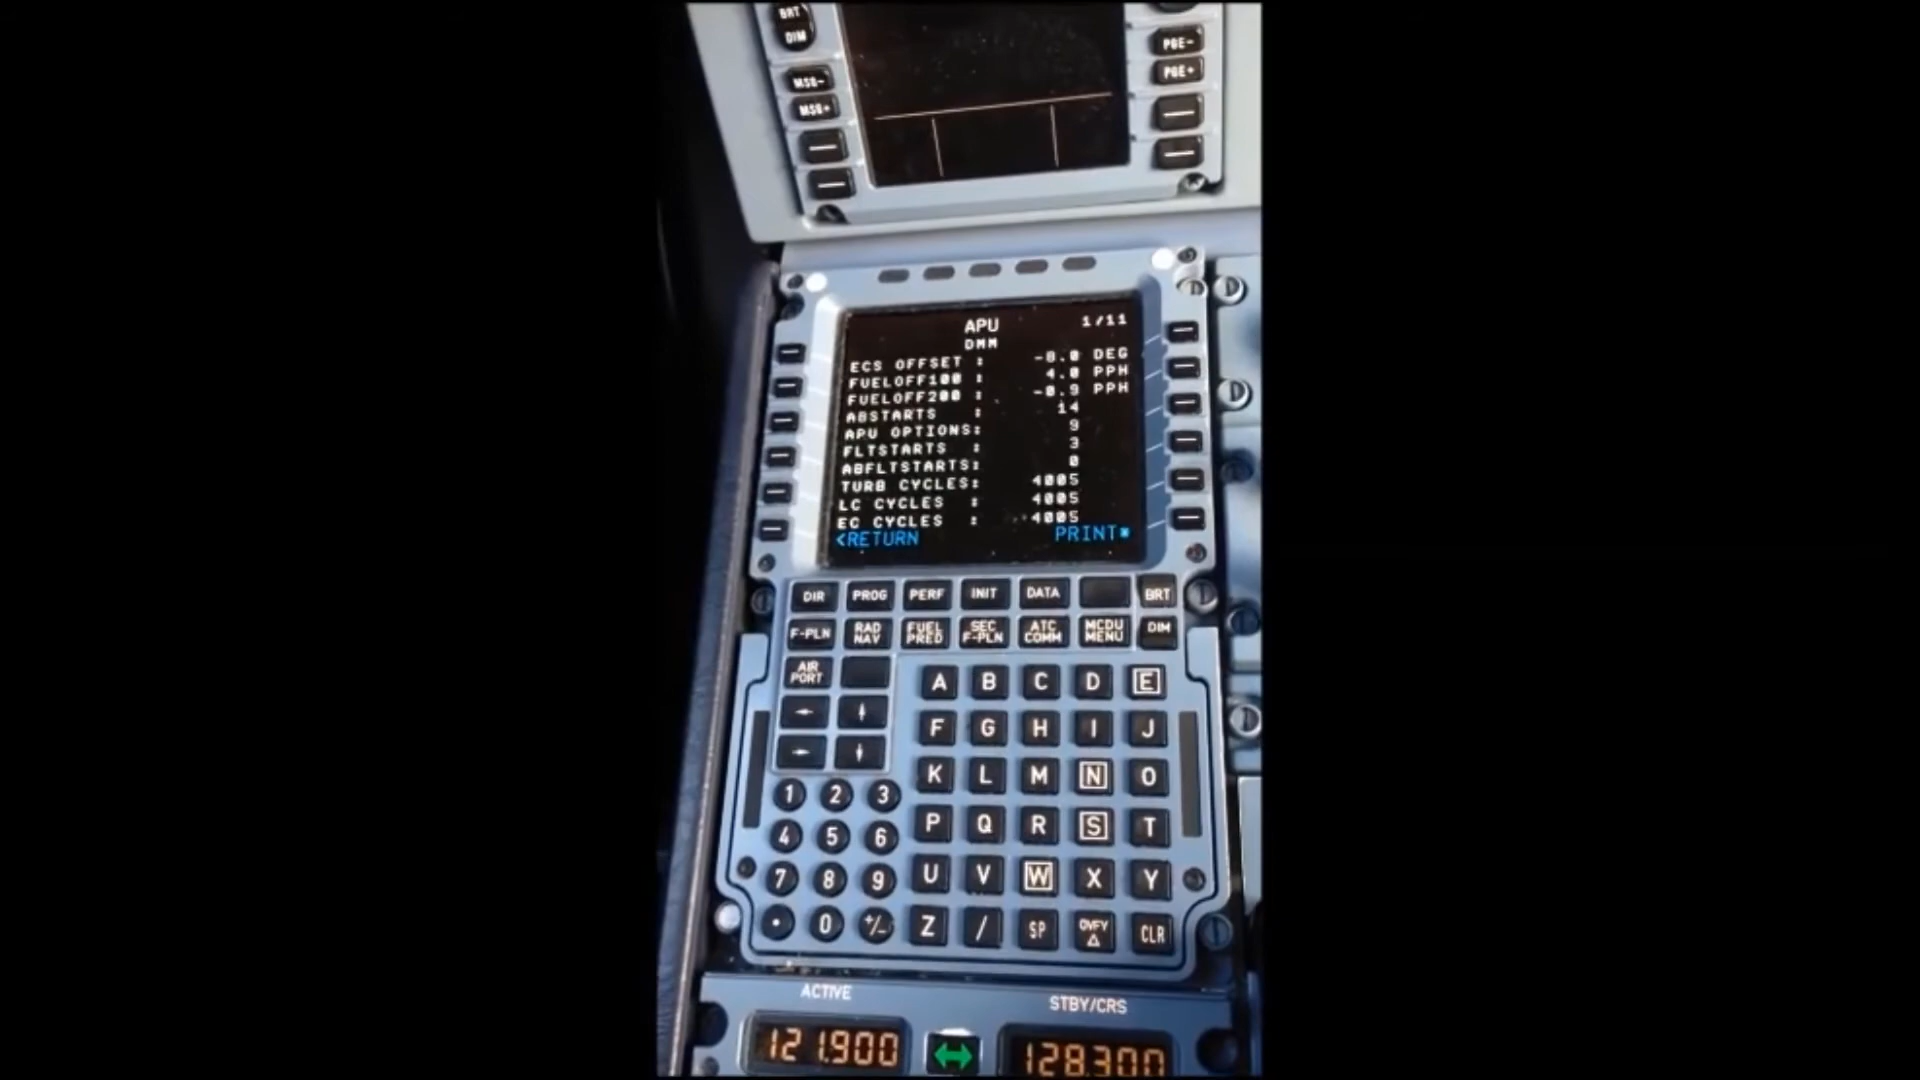 BRT
DIM
MSG-
MSG+
PGE-
PGE+
APU 1/11
DMM
ECS OFFSET : -8.0 DEG
FUELOFF100 : 4.0 PPH
FUELOFF200 : -0.9 PPH
ABSTARTS : 14
APU OPTIONS: 9
FLTSTARTS : 3
ABFLTSTARTS: 0
TURB CYCLES: 4005
LC CYCLES : 4005
EC CYCLES : 4005
<RETURN PRINT*
DIR PROG PERF INIT DATA BRT
F-PLN RAD NAV FUEL PRED SEC F-PLN ATC COMM MCDU MENU DIM
AIR PORT
A B C D E
← ↑ F G H I J
→ ↓ K L M N O
1 2 3
4 5 6 P Q R S T
7 8 9 U V W X Y
. 0 +/- Z / SP OVFY Δ CLR
ACTIVE STBY/CRS
121.900 128.300